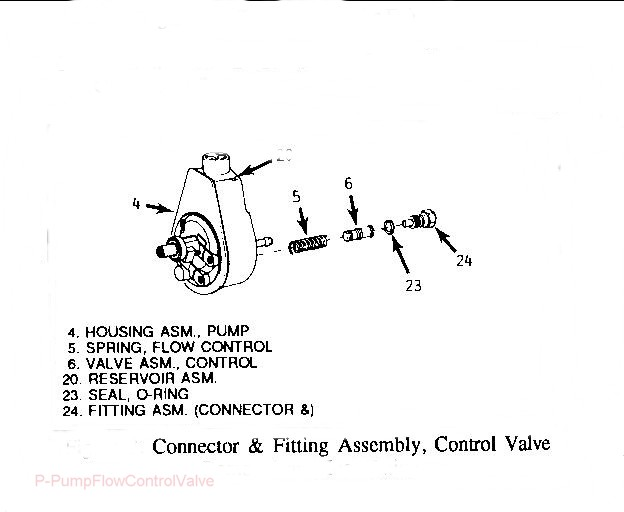 4
5
6
23
24
4. HOUSING ASM., PUMP
5. SPRING, FLOW CONTROL
6. VALVE ASM., CONTROL
20. RESERVOIR ASM.
23. SEAL, O-RING
24. FITTING ASM. (CONNECTOR &)
Connector & Fitting Assembly, Control Valve
P-PumpFlowControlValve